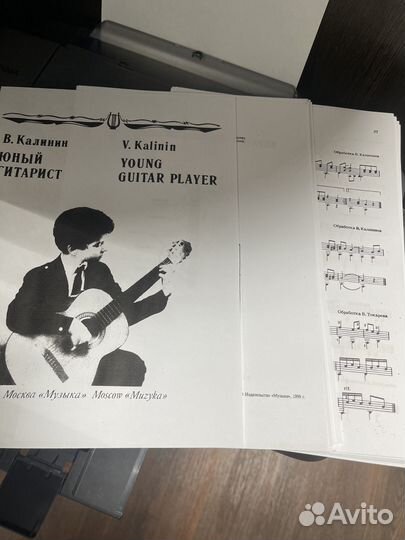 В. Калинин
ЮНЫЙ
ГИТАРИСТ
V. Kalinin
YOUNG
GUITAR PLAYER
Москва «Музыка» Moscow «Muzyka»
Издательство «Музыка», 1999 г.
Обработка В. Калинина
Обработка В. Калинина
Обработка В. Токарева
Avito